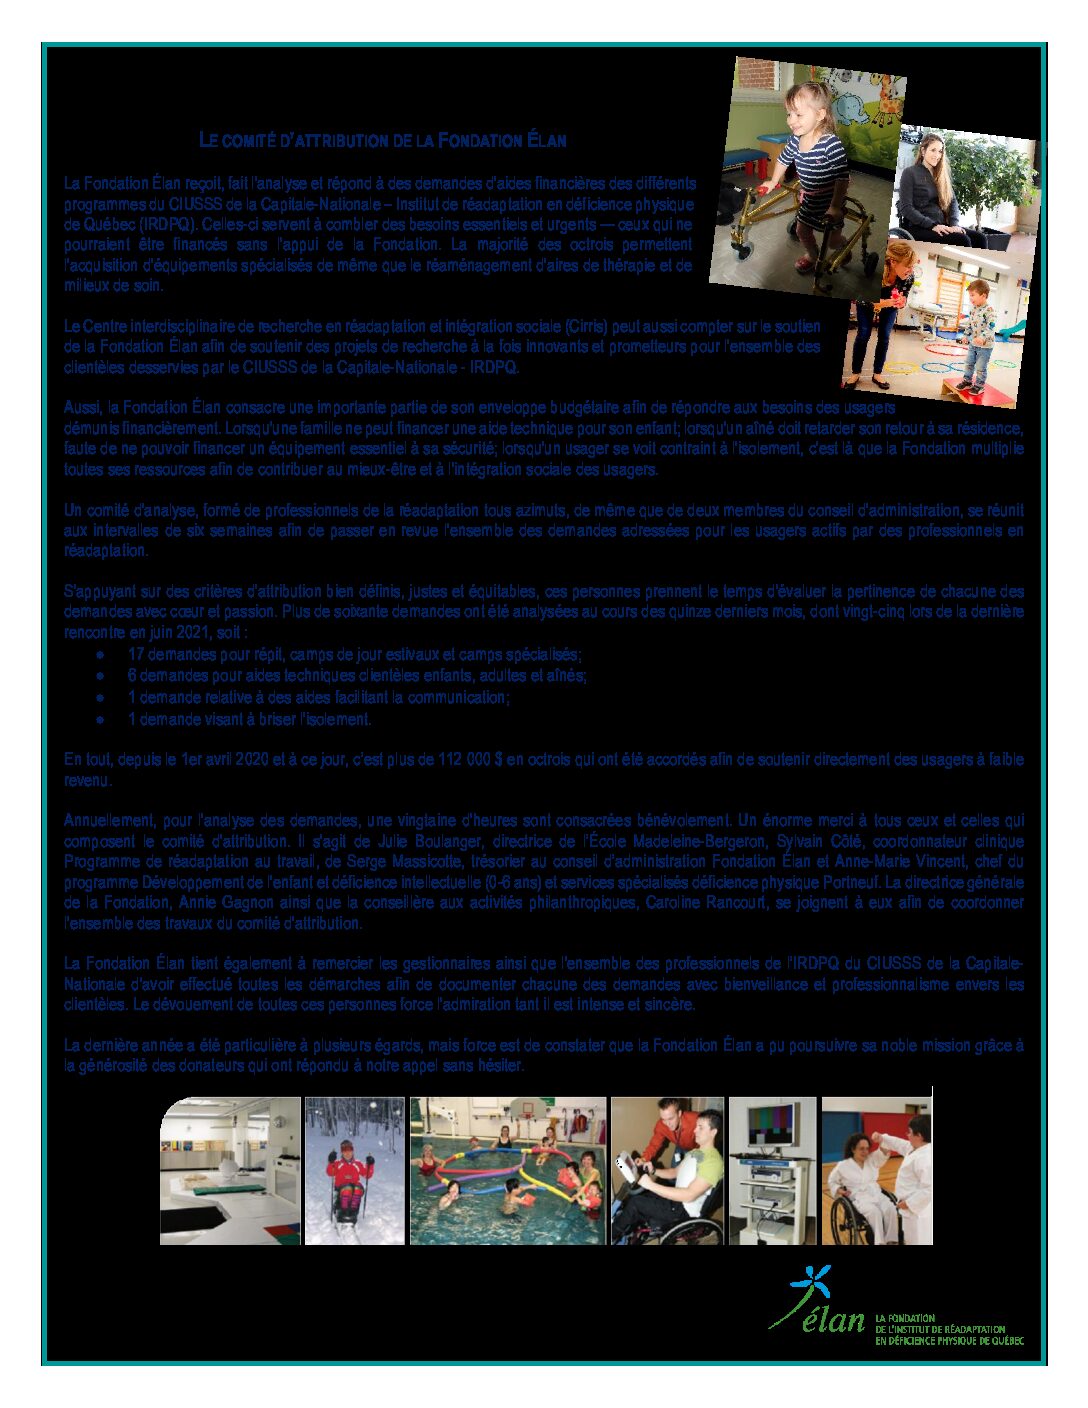 LE COMITÉ D'ATTRIBUTION DE LA FONDATION ÉLAN
La Fondation Élan reçoit, fait l'analyse et répond à des demandes d'aides financières des différents
programmes du CIUSSS de la Capitale-Nationale – Institut de réadaptation en déficience physique
de Québec (IRDPQ). Celles-ci servent à combler des besoins essentiels et urgents — ceux qui ne
pourraient être financés sans l'appui de la Fondation. La majorité des octrois permettent
l'acquisition d'équipements spécialisés de même que le réaménagement d'aires de thérapie et de
milieux de soin.
Le Centre interdisciplinaire de recherche en réadaptation et intégration sociale (Cirris) peut aussi compter sur le soutien
de la Fondation Élan afin de soutenir des projets de recherche à la fois innovants et prometteurs pour l'ensemble des
clientèles desservies par le CIUSSS de la Capitale-Nationale - IRDPQ.
Aussi, la Fondation Élan consacre une importante partie de son enveloppe budgétaire afin de répondre aux besoins des usagers
démunis financièrement. Lorsqu'une famille ne peut financer une aide technique pour son enfant; lorsqu'un aîné doit retarder son retour à sa résidence,
faute de ne pouvoir financer un équipement essentiel à sa sécurité; lorsqu'un usager se voit contraint à l'isolement, c'est là que la Fondation multiplie
toutes ses ressources afin de contribuer au mieux-être et à l'intégration sociale des usagers.
Un comité d'analyse, formé de professionnels de la réadaptation tous azimuts, de même que de deux membres du conseil d'administration, se réunit
aux intervalles de six semaines afin de passer en revue l'ensemble des demandes adressées pour les usagers actifs par des professionnels en
réadaptation.
S'appuyant sur des critères d'attribution bien définis, justes et équitables, ces personnes prennent le temps d'évaluer la pertinence de chacune des
demandes avec cœur et passion. Plus de soixante demandes ont été analysées au cours des quinze derniers mois, dont vingt-cinq lors de la dernière
rencontre en juin 2021, soit :
• 17 demandes pour répit, camps de jour estivaux et camps spécialisés;
• 6 demandes pour aides techniques clientèles enfants, adultes et aînés;
• 1 demande relative à des aides facilitant la communication;
• 1 demande visant à briser l'isolement.
En tout, depuis le 1er avril 2020 et à ce jour, c'est plus de 112 000 $ en octrois qui ont été accordés afin de soutenir directement des usagers à faible
revenu.
Annuellement, pour l'analyse des demandes, une vingtaine d'heures sont consacrées bénévolement. Un énorme merci à tous ceux et celles qui
composent le comité d'attribution. Il s'agit de Julie Boulanger, directrice de l'École Madeleine-Bergeron, Sylvain Côté, coordonnateur clinique
Programme de réadaptation au travail, de Serge Massicotte, trésorier au conseil d'administration Fondation Élan et Anne-Marie Vincent, chef du
programme Développement de l'enfant et déficience intellectuelle (0-6 ans) et services spécialisés déficience physique Portneuf. La directrice générale
de la Fondation, Annie Gagnon ainsi que la conseillère aux activités philanthropiques, Caroline Rancourt, se joignent à eux afin de coordonner
l'ensemble des travaux du comité d'attribution.
La Fondation Élan tient également à remercier les gestionnaires ainsi que l'ensemble des professionnels de l'IRDPQ du CIUSSS de la Capitale-
Nationale d'avoir effectué toutes les démarches afin de documenter chacune des demandes avec bienveillance et professionnalisme envers les
clientèles. Le dévouement de toutes ces personnes force l'admiration tant il est intense et sincère.
La dernière année a été particulière à plusieurs égards, mais force est de constater que la Fondation Élan a pu poursuivre sa noble mission grâce à
la générosité des donateurs qui ont répondu à notre appel sans hésiter.
élan
LA FONDATION
DE L'INSTITUT DE RÉADAPTATION
EN DÉFICIENCE PHYSIQUE DE QUÉBEC